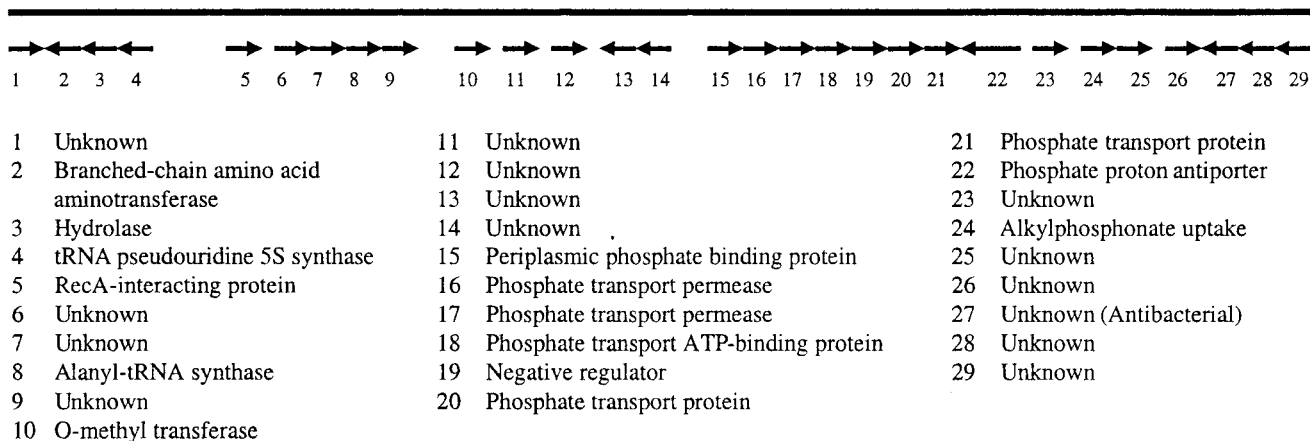 1 2 3 4 5 6 7 8 9 10 11 12 13 14 15 16 17 18 19 20 21 22 23 24 25 26 27 28 29
1 Unknown
2 Branched-chain amino acid
aminotransferase
3 Hydrolase
4 tRNA pseudouridine 5S synthase
5 RecA-interacting protein
6 Unknown
7 Unknown
8 Alanyl-tRNA synthase
9 Unknown
10 O-methyl transferase
11 Unknown
12 Unknown
13 Unknown
14 Unknown
15 Periplasmic phosphate binding protein
16 Phosphate transport permease
17 Phosphate transport permease
18 Phosphate transport ATP-binding protein
19 Negative regulator
20 Phosphate transport protein
21 Phosphate transport protein
22 Phosphate proton antiporter
23 Unknown
24 Alkylphosphonate uptake
25 Unknown
26 Unknown
27 Unknown (Antibacterial)
28 Unknown
29 Unknown